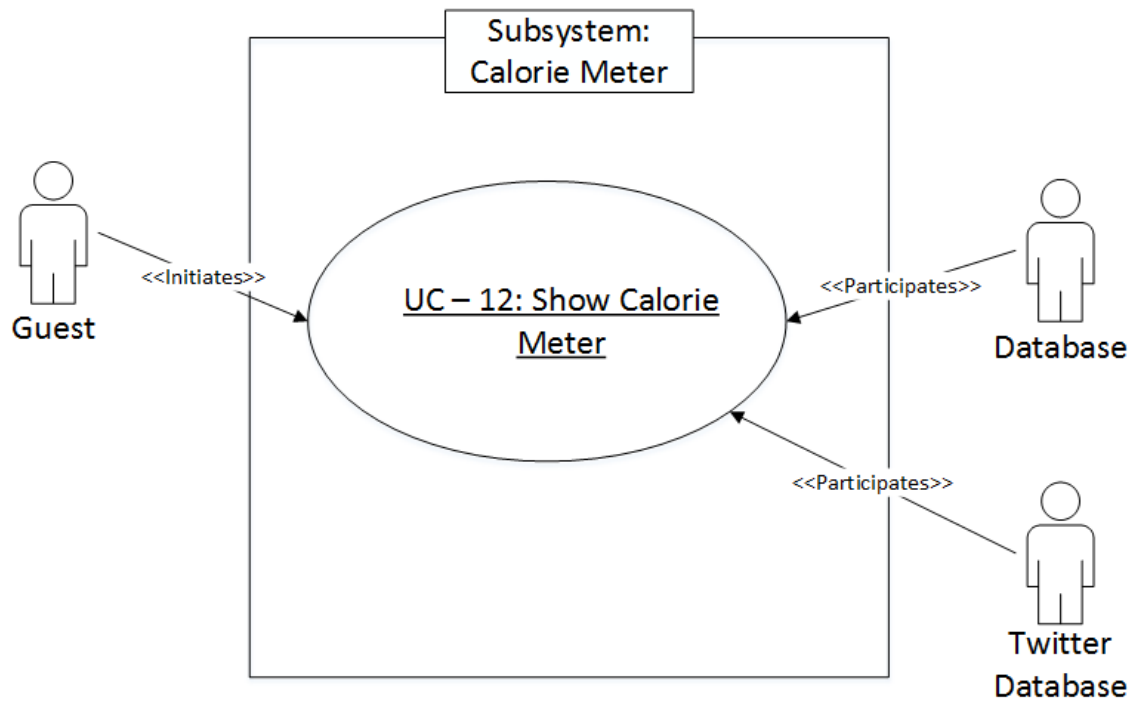 Subsystem:
Calorie Meter
<<Initiates>>
Guest
UC – 12: Show Calorie
Meter
<<Participates>>
Database
<<Participates>>
Twitter
Database